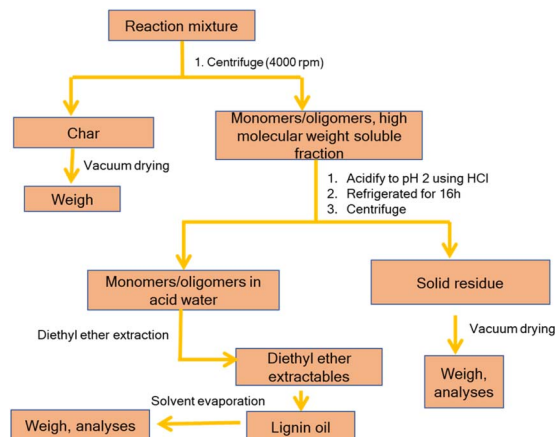 Reaction mixture
1. Centrifuge (4000 rpm)
Char
Monomers/oligomers, high
molecular weight soluble
fraction
Vacuum drying
Weigh
1. Acidify to pH 2 using HCl
2. Refrigerated for 16h
3. Centrifuge
Monomers/oligomers in
acid water
Solid residue
Diethyl ether extraction
Vacuum drying
Diethyl ether
extractables
Weigh,
analyses
Solvent evaporation
Weigh, analyses
Lignin oil